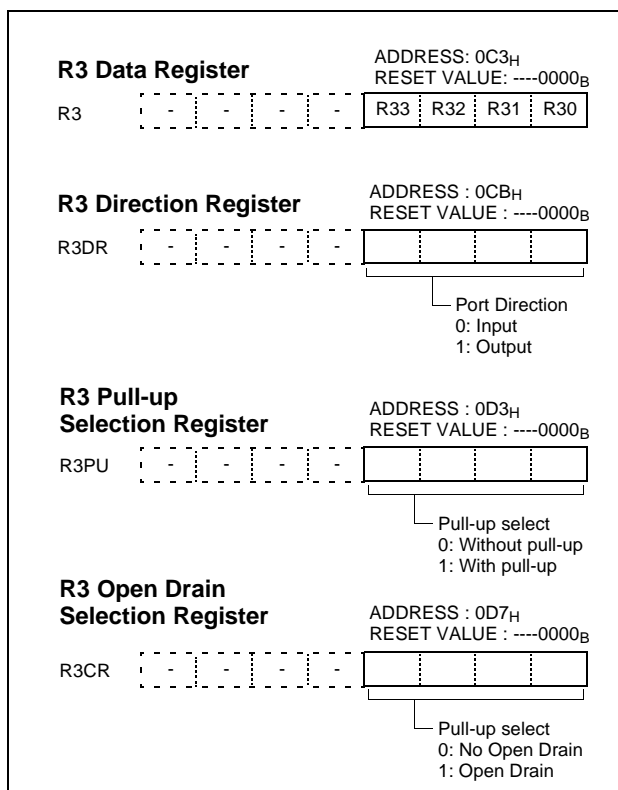 R3 Data Register
ADDRESS: 0C3H
RESET VALUE: ----0000B
R3 - - - - R33 R32 R31 R30
R3 Direction Register
ADDRESS : 0CBH
RESET VALUE : ----0000B
R3DR - - - -
Port Direction
0: Input
1: Output
R3 Pull-up
Selection Register
ADDRESS : 0D3H
RESET VALUE : ----0000B
R3PU - - - -
Pull-up select
0: Without pull-up
1: With pull-up
R3 Open Drain
Selection Register
ADDRESS : 0D7H
RESET VALUE : ----0000B
R3CR - - - -
Pull-up select
0: No Open Drain
1: Open Drain